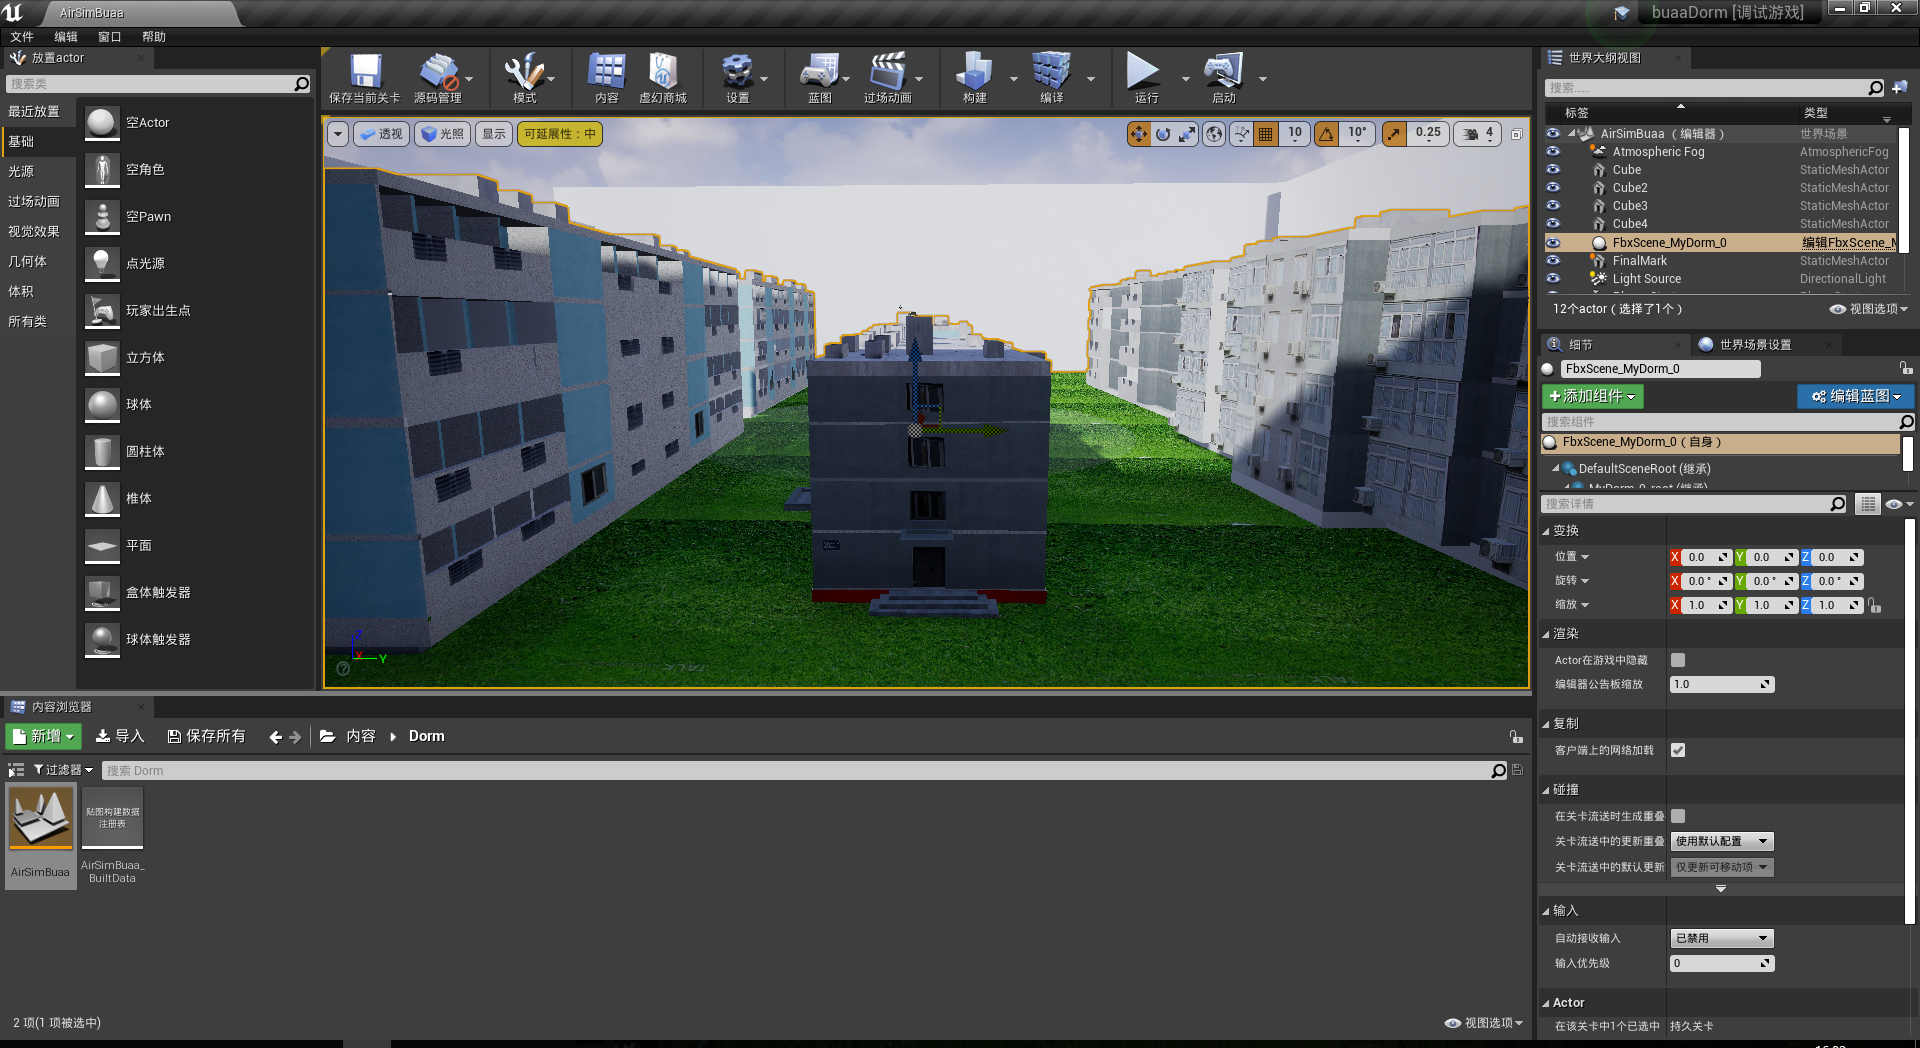 AirSimBuaa
buaaDorm [调试游戏]
文件 编辑 窗口 帮助
放置actor
搜索类
最近放置
基础
光源
过场动画
视觉效果
几何体
体积
所有类
空Actor
空角色
空Pawn
点光源
玩家出生点
立方体
球体
圆柱体
椎体
平面
盒体触发器
球体触发器
保存当前关卡 源码管理 模式 内容 虚幻商城 设置 蓝图 过场动画 构建 编译 运行 启动
透视 光照 显示 可延展性：中 10 10° 0.25 4
Z
X
Y
世界大纲视图
搜索......
标签 类型
AirSimBuaa（编辑器） 世界场景
Atmospheric Fog AtmosphericFog
Cube StaticMeshActor
Cube2 StaticMeshActor
Cube3 StaticMeshActor
Cube4 StaticMeshActor
FbxScene_MyDorm_0 编辑FbxScene_M
FinalMark StaticMeshActor
Light Source DirectionalLight
12个actor（选择了1个） 视图选项
细节 世界场景设置
FbxScene_MyDorm_0
添加组件 编辑蓝图
搜索组件
FbxScene_MyDorm_0（自身）
DefaultSceneRoot (继承)
MyDorm_0_root (继承)
搜索详情
变换
位置 X 0.0 Y 0.0 Z 0.0
旋转 X 0.0 ° Y 0.0 ° Z 0.0 °
缩放 X 1.0 Y 1.0 Z 1.0
渲染
Actor在游戏中隐藏
编辑器公告板缩放 1.0
复制
客户端上的网络加载
碰撞
在关卡流送时生成重叠
关卡流送中的更新重叠 使用默认配置
关卡流送中的默认更新 仅更新可移动项
输入
自动接收输入 已禁用
输入优先级 0
Actor
在该关卡中1个已选中 持久关卡
内容浏览器
新增 导入 保存所有 内容 Dorm
过滤器 搜索 Dorm
贴图构建数据
注册表
AirSimBuaa
AirSimBuaa_
BuiltData
2 项(1 项被选中) 视图选项